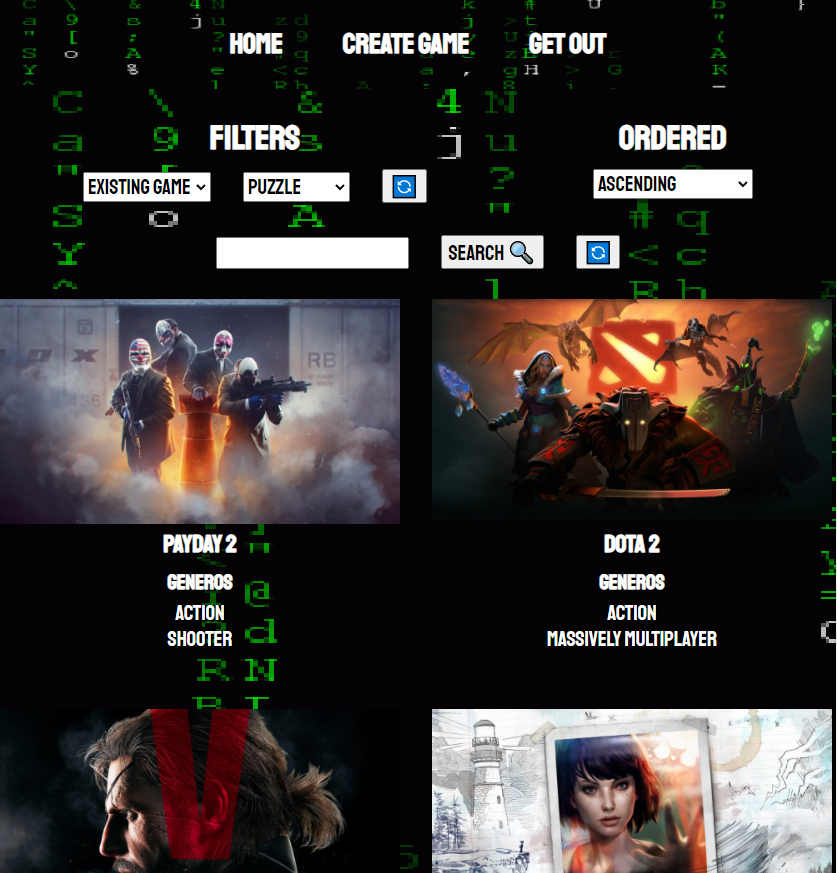 HOME CREATE GAME GET OUT
FILTERS ORDERED
EXISTING GAME PUZZLE ASCENDING
SEARCH
RB
PAYDAY 2 DOTA 2
GENEROS GENEROS
ACTION ACTION
SHOOTER MASSIVELY MULTIPLAYER
V